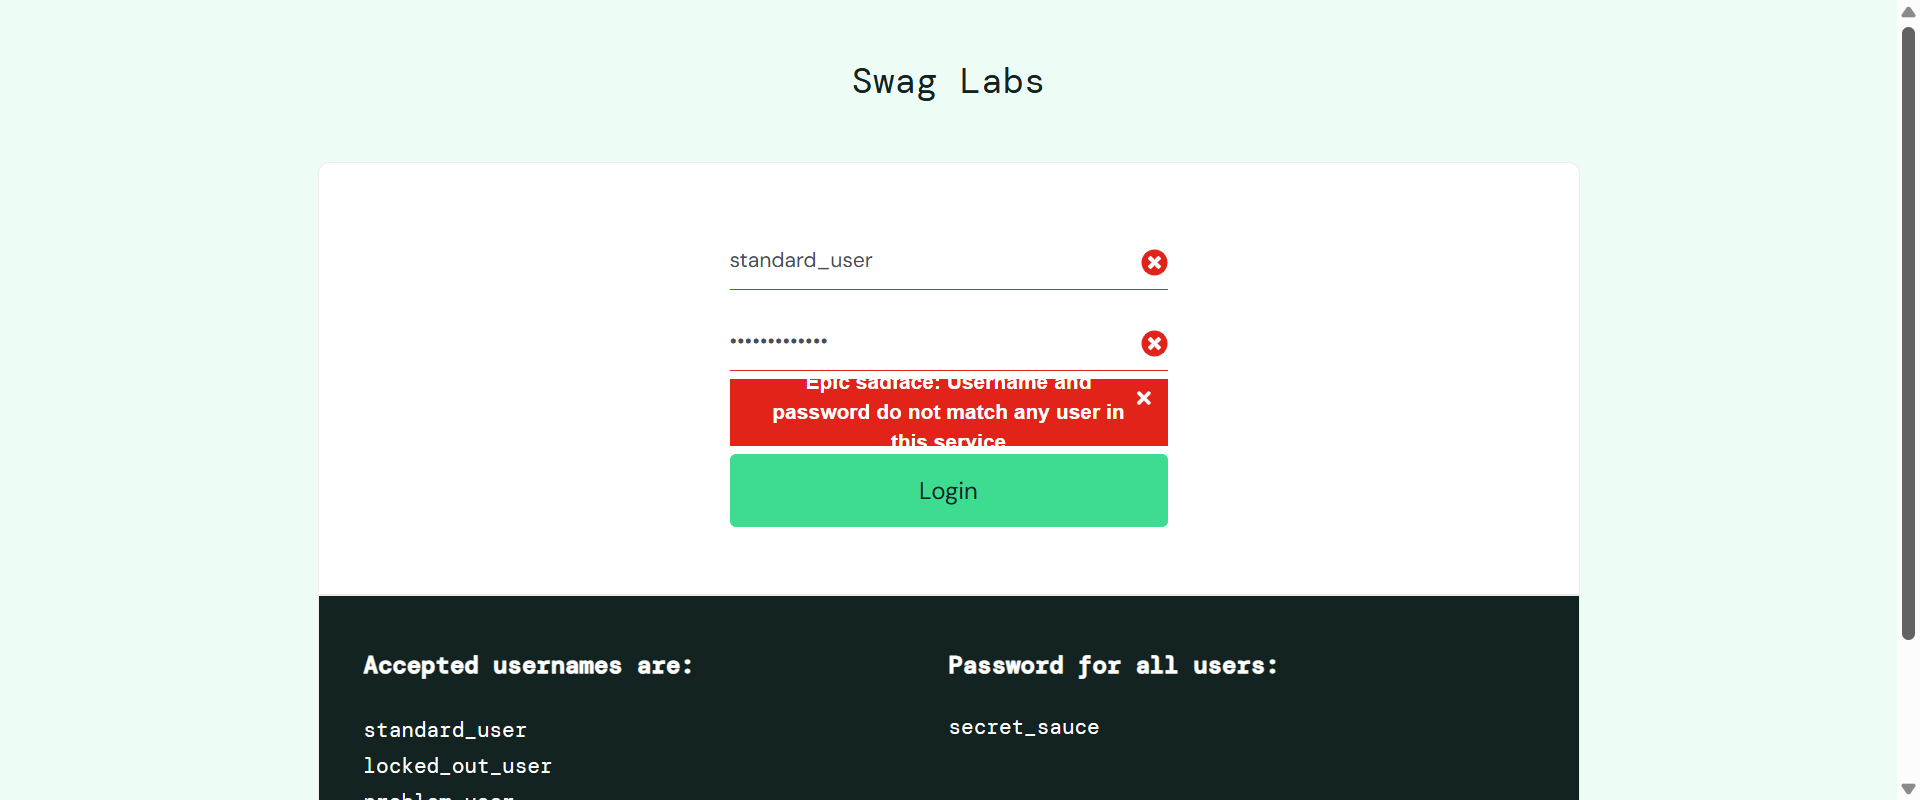 Swag Labs
standard_user
•••••••••••••
Epic sadface: Username and
password do not match any user in
this service
Login
Accepted usernames are:
Password for all users:
standard_user
secret_sauce
locked_out_user
problem_user